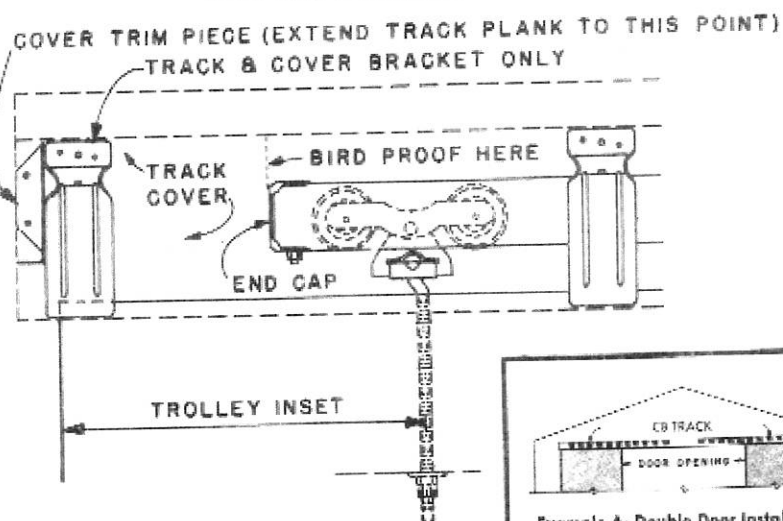 COVER TRIM PIECE (EXTEND TRACK PLANK TO THIS POINT)
TRACK & COVER BRACKET ONLY
TRACK
COVER
BIRD PROOF HERE
END CAP
TROLLEY INSET
CB TRACK
DOOR OPENING
Example A- Double Door Instal